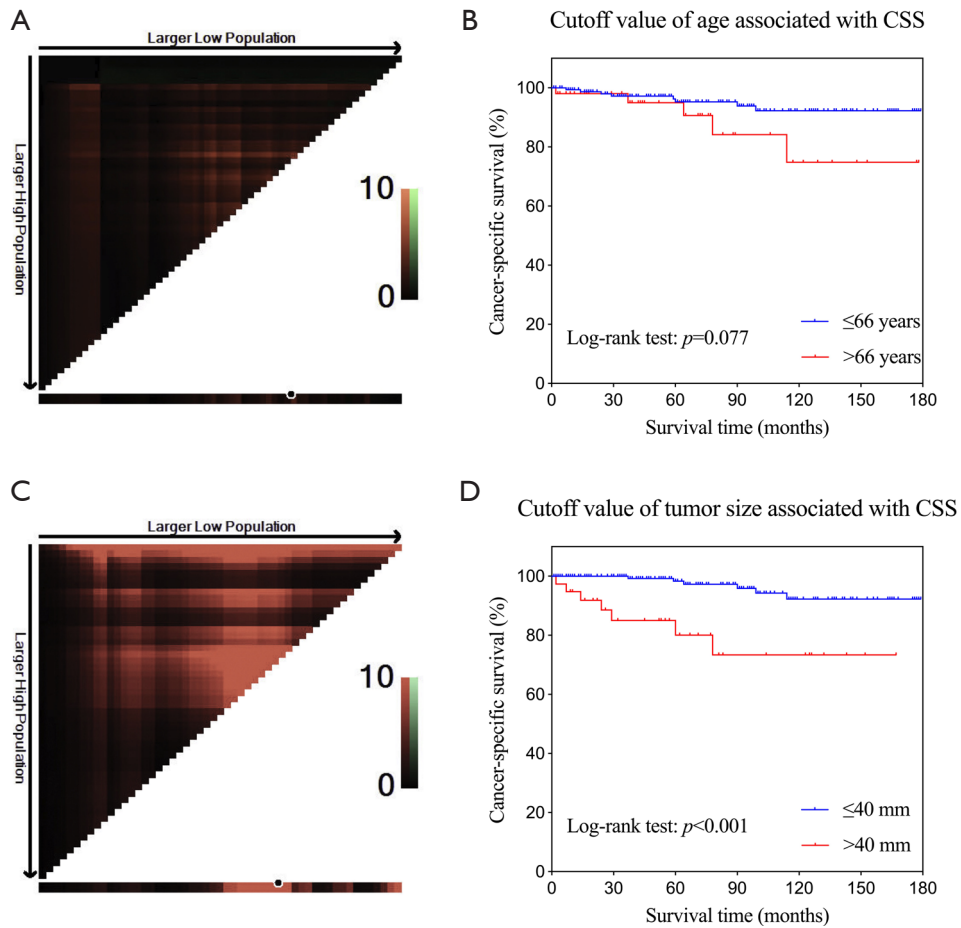 A
Larger Low Population
Larger High Population
10
0
B
Cutoff value of age associated with CSS
Cancer-specific survival (%)
100
80
60
40
20
0
Log-rank test: p=0.077
≤66 years
>66 years
0 30 60 90 120 150 180
Survival time (months)
C
Larger Low Population
Larger High Population
10
0
D
Cutoff value of tumor size associated with CSS
Cancer-specific survival (%)
100
80
60
40
20
0
Log-rank test: p<0.001
≤40 mm
>40 mm
0 30 60 90 120 150 180
Survival time (months)